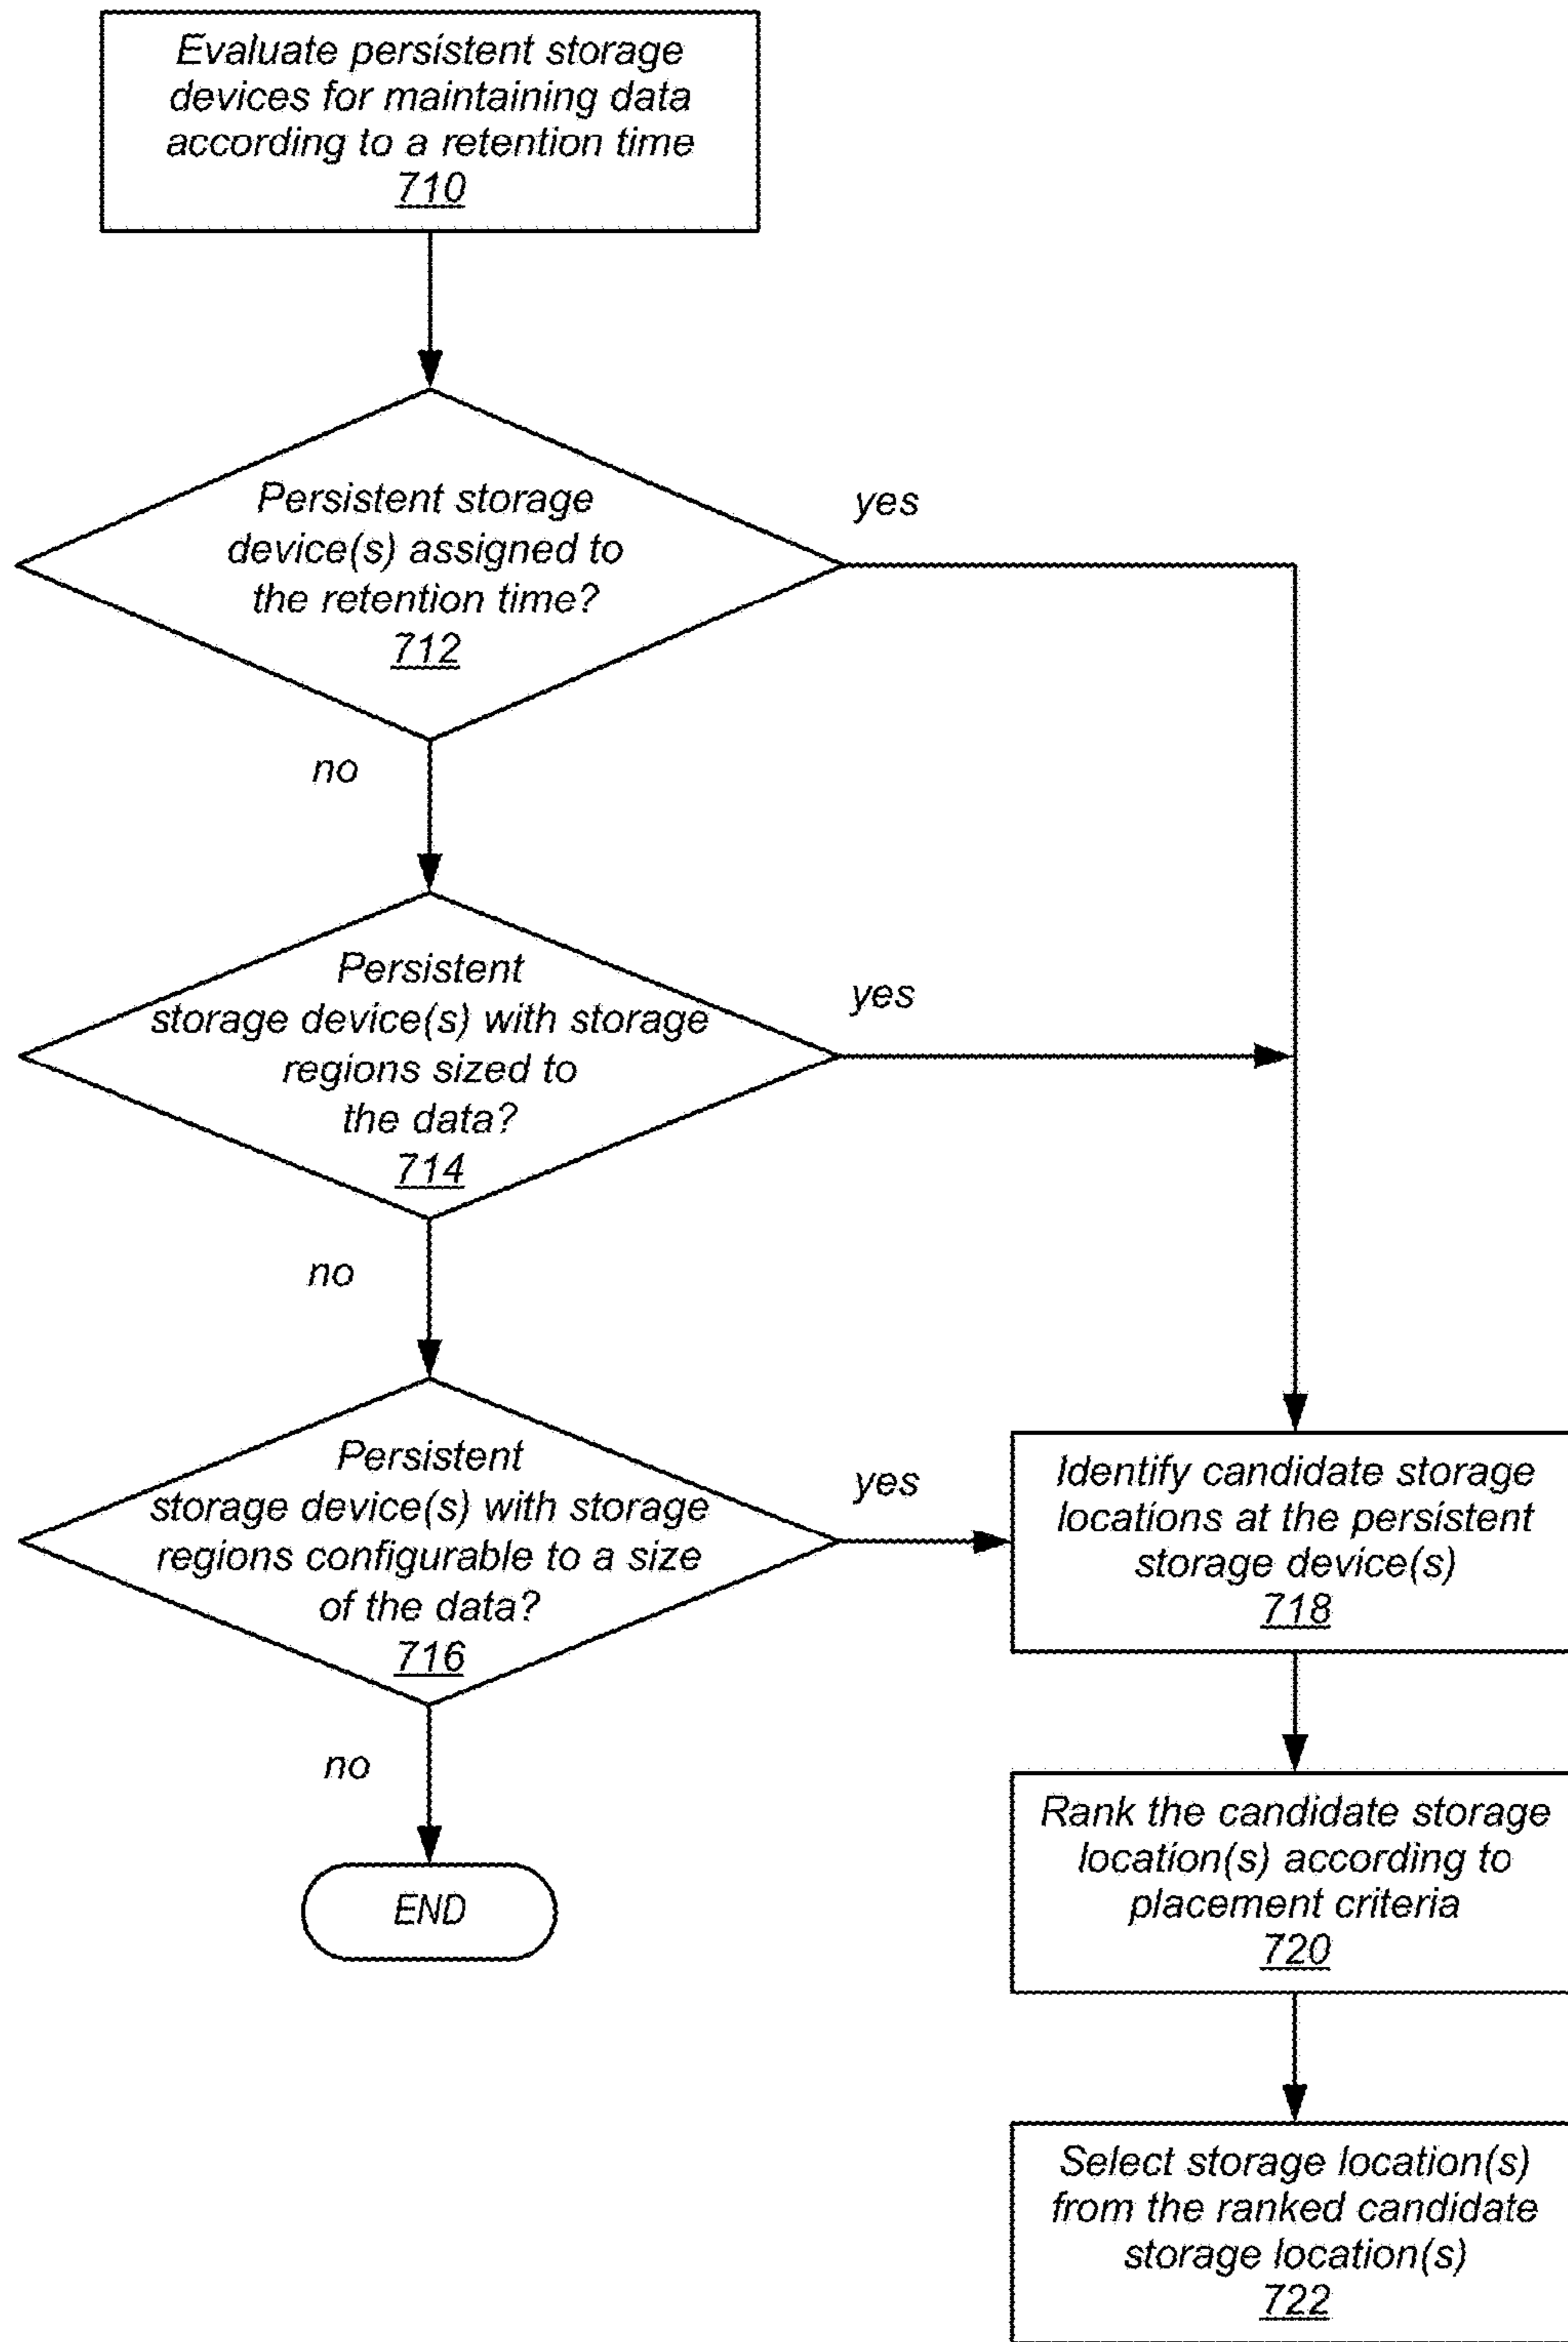 Evaluate persistent storage
devices for maintaining data
according to a retention time
710
Persistent storage
device(s) assigned to
the retention time?
712
yes
no
Persistent
storage device(s) with storage
regions sized to
the data?
714
yes
no
Persistent
storage device(s) with storage
regions configurable to a size
of the data?
716
yes
no
END
Identify candidate storage
locations at the persistent
storage device(s)
718
Rank the candidate storage
location(s) according to
placement criteria
720
Select storage location(s)
from the ranked candidate
storage location(s)
722